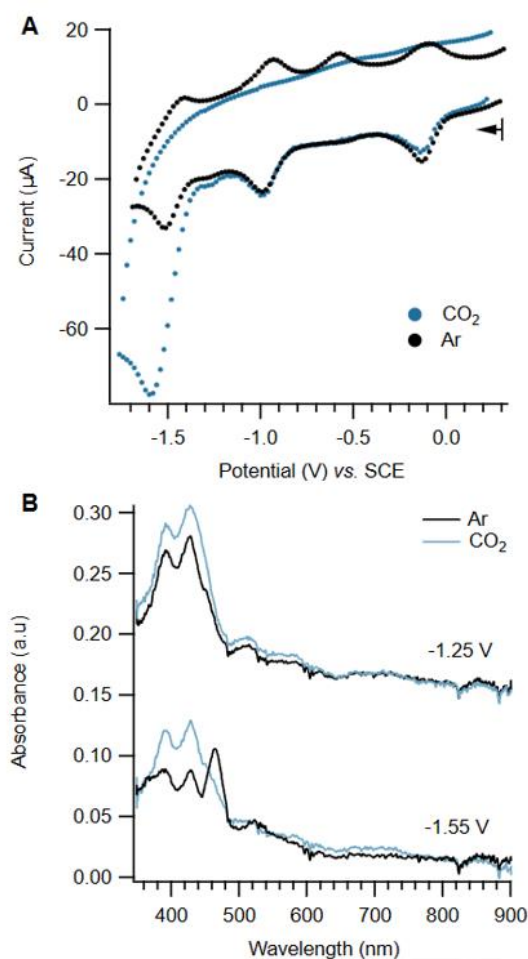 A
20
0
-20
-40
-60
Current (µA)
CO₂
Ar
-1.5
-1.0
-0.5
0.0
Potential (V) vs. SCE
B
0.30
0.25
0.20
0.15
0.10
0.05
0.00
Absorbance (a.u)
Ar
CO₂
-1.25 V
-1.55 V
400
500
600
700
800
900
Wavelength (nm)